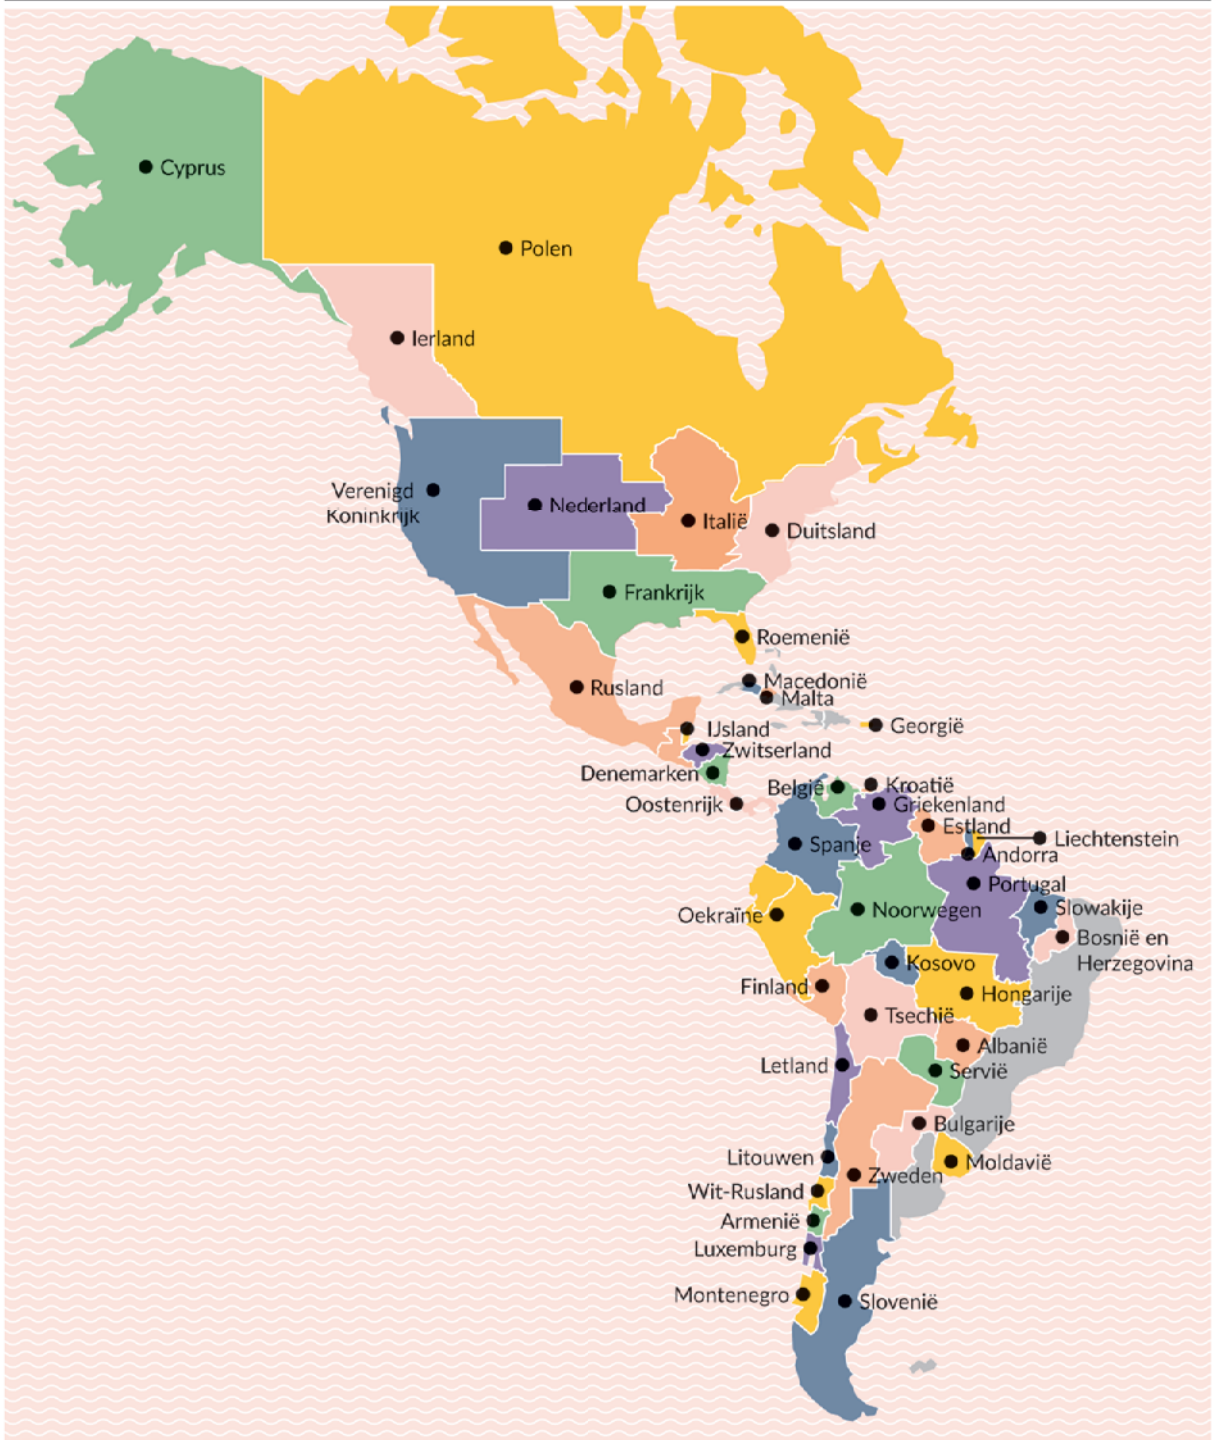 Cyprus
Polen
Ierland
Verenigd
Koninkrijk
Nederland
Italië
Duitsland
Frankrijk
Roemenië
Rusland
Macedonië
Malta
Georgië
IJsland
Zwitserland
Denemarken
België
Kroatië
Oostenrijk
Griekenland
Estland
Liechtenstein
Spanje
Andorra
Portugal
Oekraïne
Noorwegen
Slowakije
Bosnië en
Herzegovina
Kosovo
Finland
Hongarije
Tsechië
Albanië
Letland
Servië
Bulgarije
Litouwen
Moldavië
Zweden
Wit-Rusland
Armenië
Luxemburg
Montenegro
Slovenië